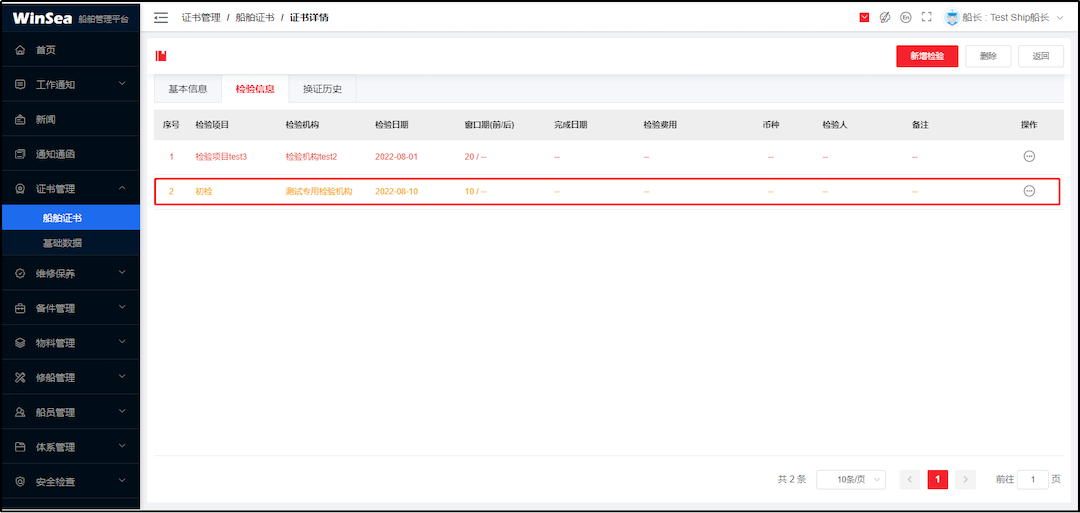 WinSea 船舶管理平台
首页
工作通知
新闻
通知通函
证书管理
船舶证书
基础数据
维修保养
备件管理
物料管理
修船管理
船员管理
体系管理
安全检查
证书管理 / 船舶证书 / 证书详情
En
船长 : Test Ship船长
新增检验 删除 返回
基本信息 检验信息 换证历史
序号 检验项目 检验机构 检验日期 窗口期(前/后) 完成日期 检验费用 币种 检验人 备注 操作
1 检验项目test3 检验机构test2 2022-08-01 20 / -- -- -- -- -- --
2 初检 测试专用检验机构 2022-08-10 10 / -- -- -- -- -- --
共 2 条 10条/页 1 前往 1 页